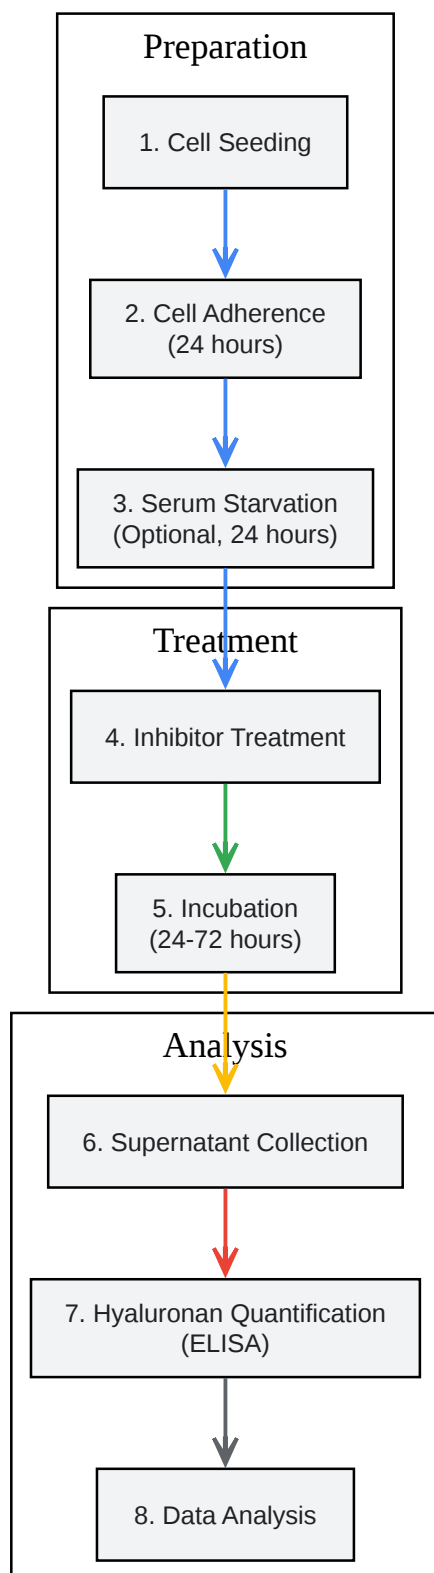 Preparation
1. Cell Seeding
2. Cell Adherence
(24 hours)
3. Serum Starvation
(Optional, 24 hours)
Treatment
4. Inhibitor Treatment
5. Incubation
(24-72 hours)
Analysis
6. Supernatant Collection
7. Hyaluronan Quantification
(ELISA)
8. Data Analysis